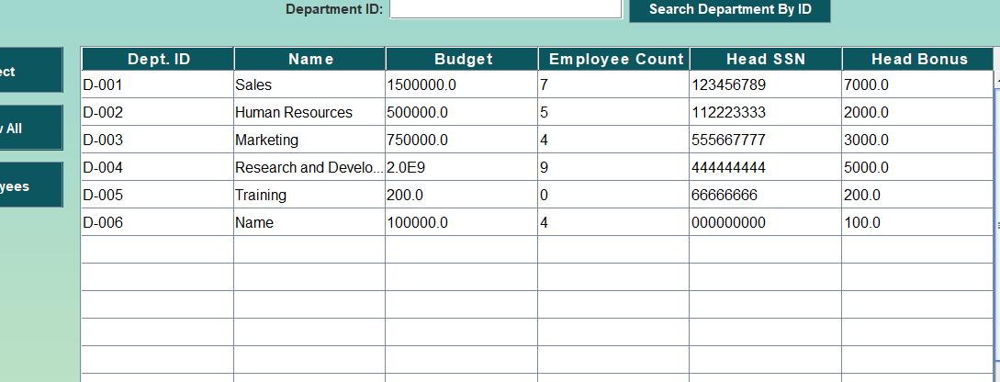 Department ID: Search Department By ID
ect
All
yees
Dept. ID Name Budget Employee Count Head SSN Head Bonus
D-001 Sales 1500000.0 7 123456789 7000.0
D-002 Human Resources 500000.0 5 112223333 2000.0
D-003 Marketing 750000.0 4 555667777 3000.0
D-004 Research and Develo... 2.0E9 9 444444444 5000.0
D-005 Training 200.0 0 66666666 200.0
D-006 Name 100000.0 4 000000000 100.0